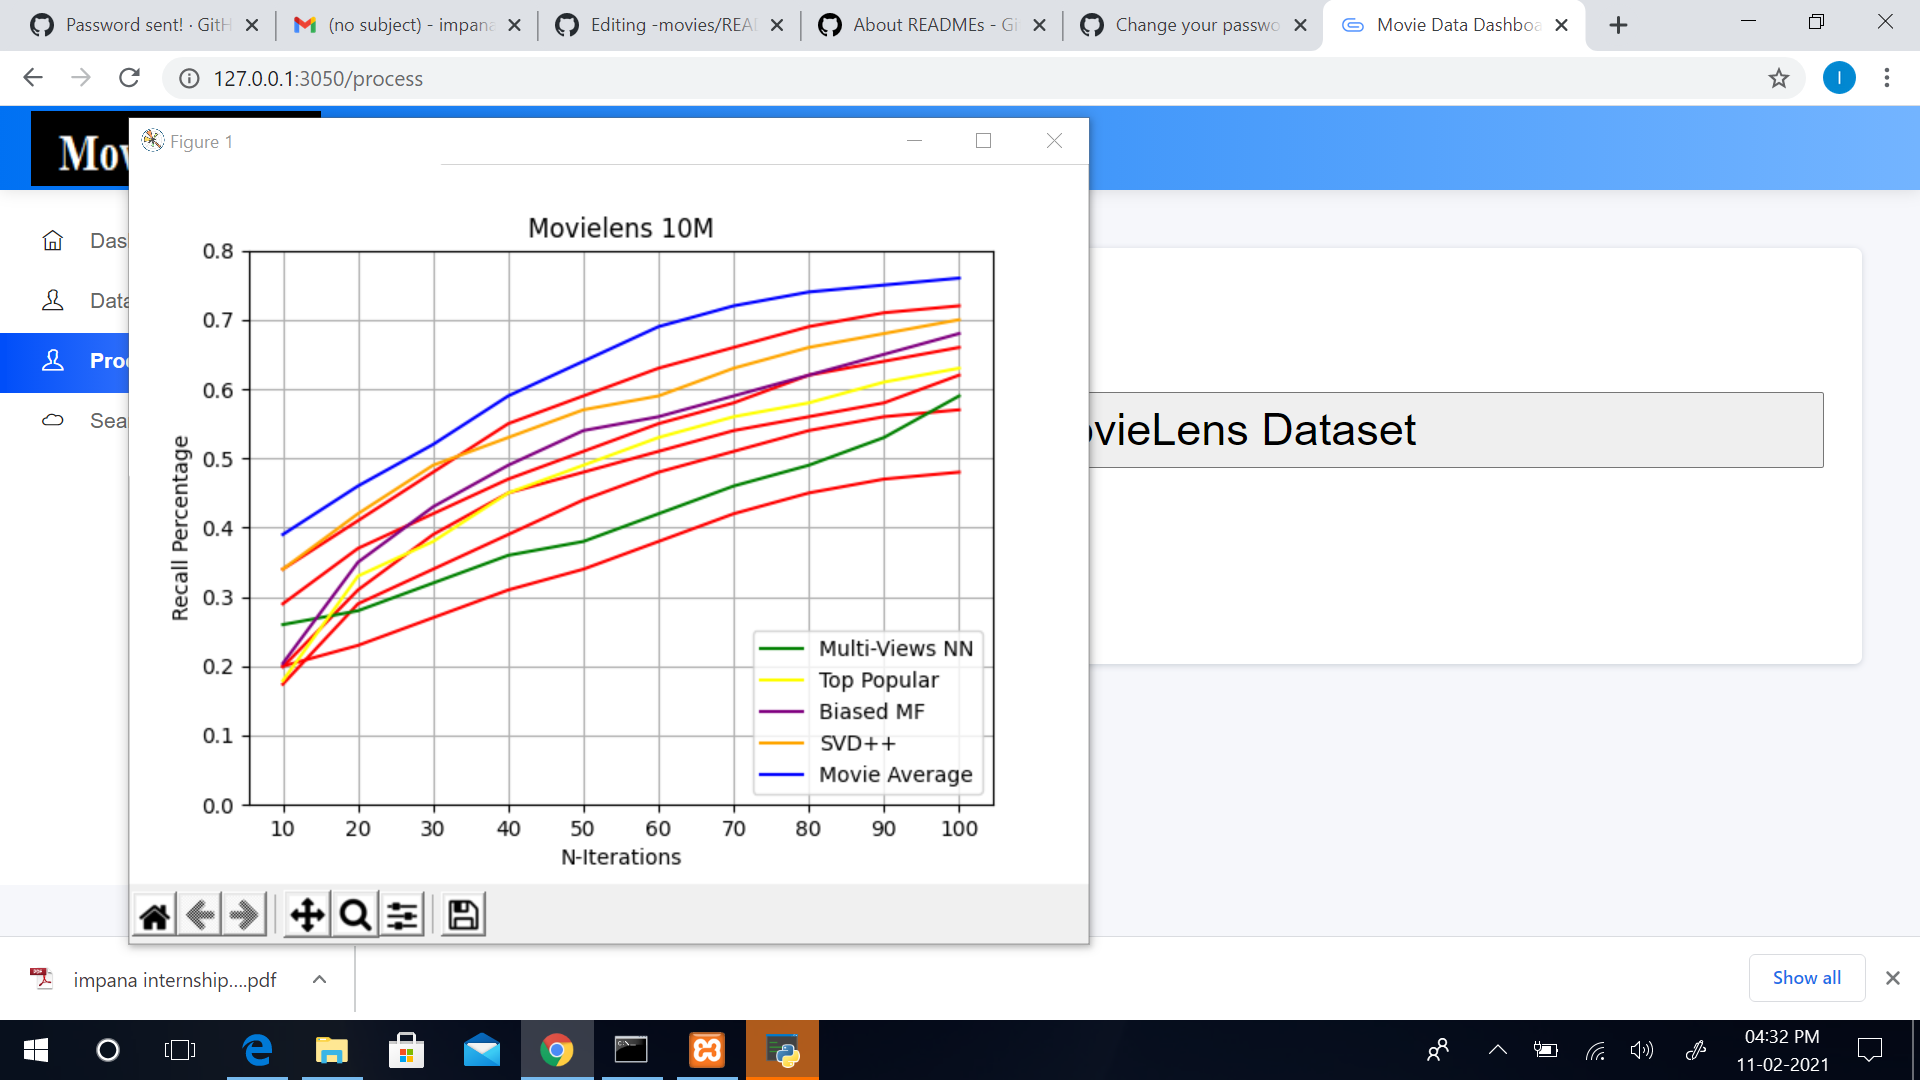 Password sent! · GitH
(no subject) - impana
Editing -movies/REA
About READMEs - Gi
Change your passwo
Movie Data Dashboa
127.0.0.1:3050/process
I
Mov
Figure 1
Das
Data
Pro
Sea
ovieLens Dataset
Movielens 10M
Recall Percentage
0.8
0.7
0.6
0.5
0.4
0.3
0.2
0.1
0.0
Multi-Views NN
Top Popular
Biased MF
SVD++
Movie Average
10 20 30 40 50 60 70 80 90 100
N-Iterations
impana internship....pdf
Show all
04:32 PM
11-02-2021